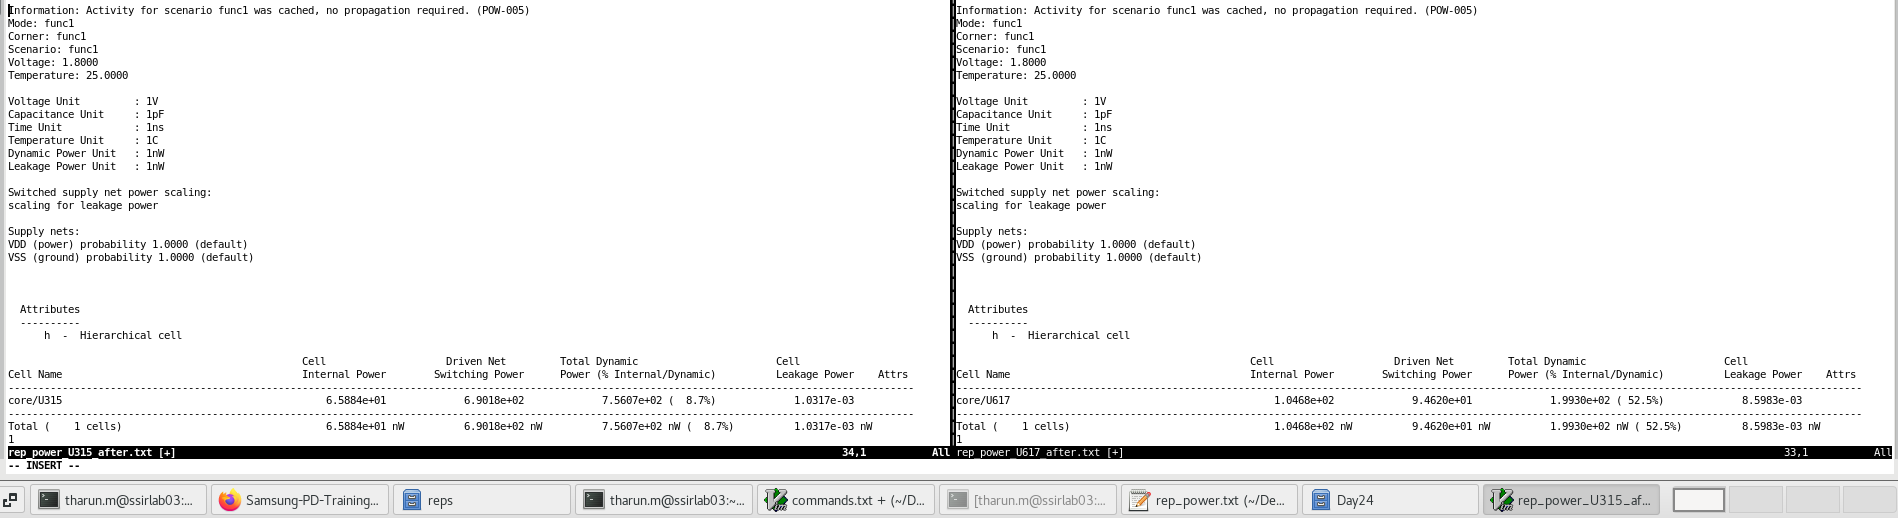 Information: Activity for scenario func1 was cached, no propagation required. (POW-005)
Mode: func1
Corner: func1
Scenario: func1
Voltage: 1.8000
Temperature: 25.0000
Voltage Unit : 1V
Capacitance Unit : 1pF
Time Unit : 1ns
Temperature Unit : 1C
Dynamic Power Unit : 1nW
Leakage Power Unit : 1nW
Switched supply net power scaling:
scaling for leakage power
Supply nets:
VDD (power) probability 1.0000 (default)
VSS (ground) probability 1.0000 (default)
Attributes
----------
h - Hierarchical cell
Cell Driven Net Total Dynamic Cell
Cell Name Internal Power Switching Power Power (% Internal/Dynamic) Leakage Power Attrs
core/U315 6.5884e+01 6.9018e+02 7.5607e+02 ( 8.7%) 1.0317e-03
Total ( 1 cells) 6.5884e+01 nW 6.9018e+02 nW 7.5607e+02 nW ( 8.7%) 1.0317e-03 nW
1
rep_power_U315_after.txt [+] 34,1 All
-- INSERT --
Information: Activity for scenario func1 was cached, no propagation required. (POW-005)
Mode: func1
Corner: func1
Scenario: func1
Voltage: 1.8000
Temperature: 25.0000
Voltage Unit : 1V
Capacitance Unit : 1pF
Time Unit : 1ns
Temperature Unit : 1C
Dynamic Power Unit : 1nW
Leakage Power Unit : 1nW
Switched supply net power scaling:
scaling for leakage power
Supply nets:
VDD (power) probability 1.0000 (default)
VSS (ground) probability 1.0000 (default)
Attributes
----------
h - Hierarchical cell
Cell Driven Net Total Dynamic Cell
Cell Name Internal Power Switching Power Power (% Internal/Dynamic) Leakage Power Attrs
core/U617 1.0468e+02 9.4620e+01 1.9930e+02 ( 52.5%) 8.5983e-03
Total ( 1 cells) 1.0468e+02 nW 9.4620e+01 nW 1.9930e+02 nW ( 52.5%) 8.5983e-03 nW
1
rep_power_U617_after.txt [+] 33,1 All
tharun.m@ssirlab03:...
Samsung-PD-Training...
reps
tharun.m@ssirlab03:~...
commands.txt + (~/D...
[tharun.m@ssirlab03:...
rep_power.txt (~/De...
Day24
rep_power_U315_af...